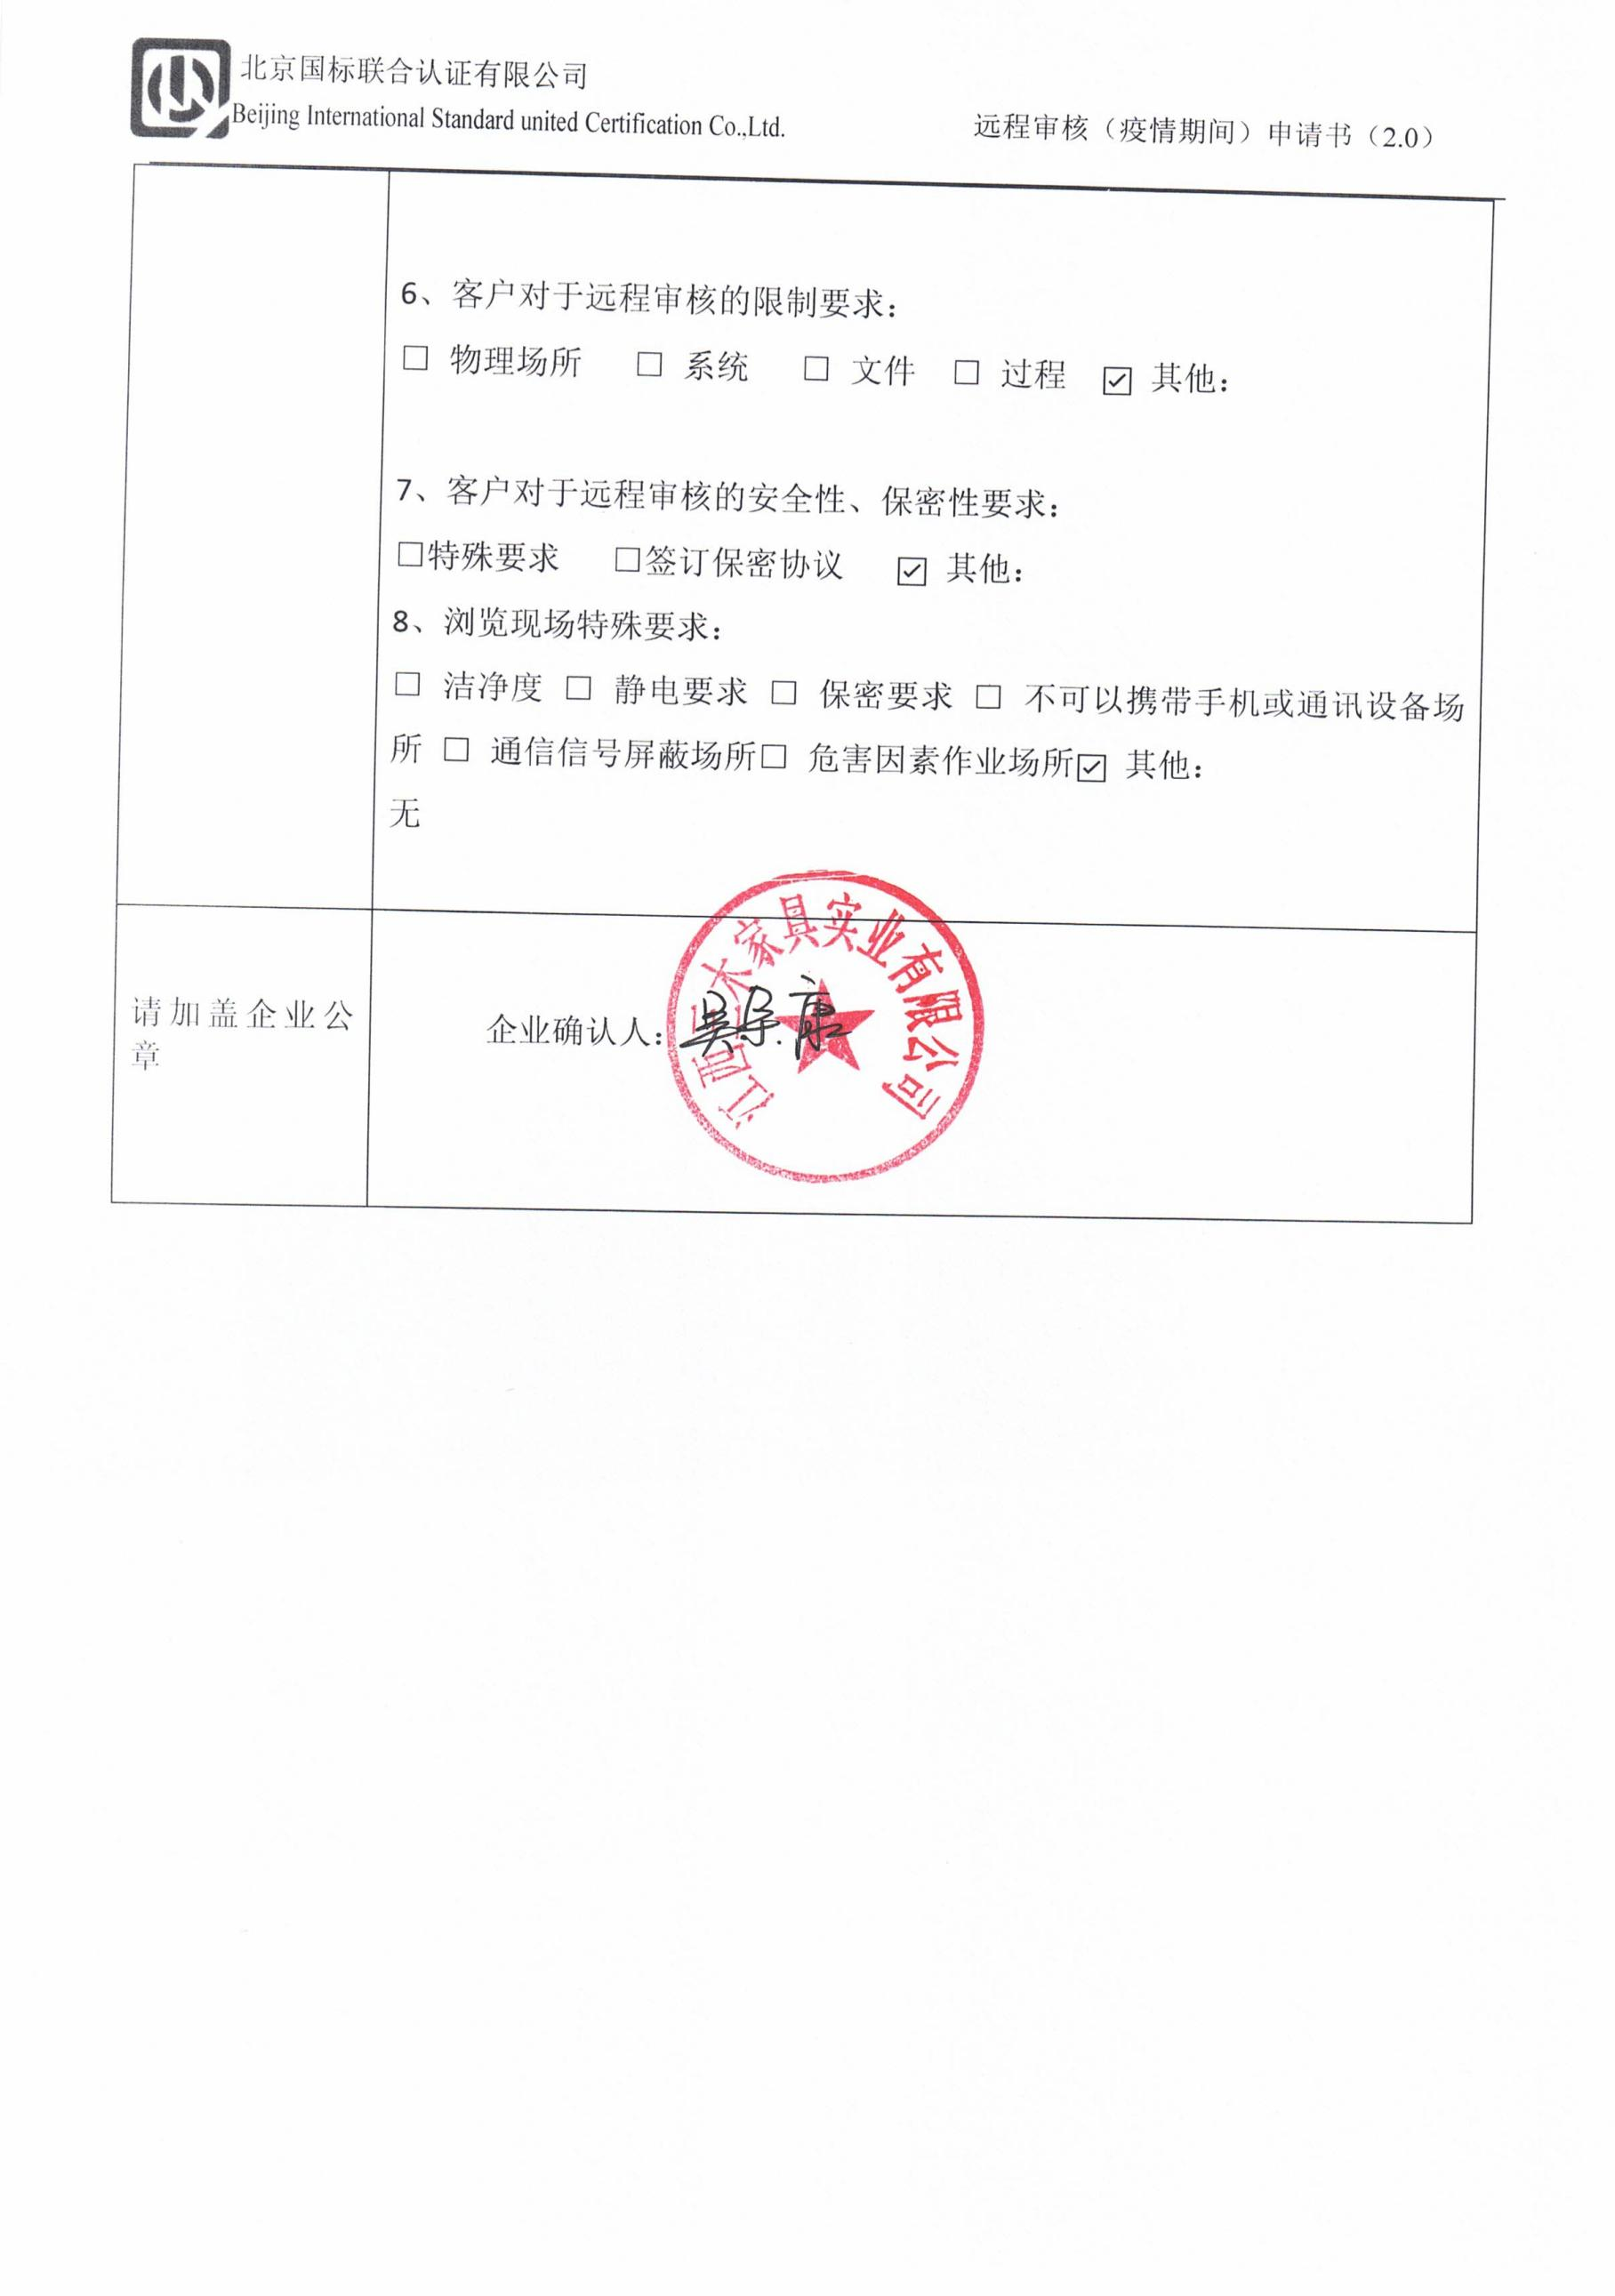 北京国标联合认证有限公司
Beijing International Standard united Certification Co.,Ltd.
远程审核（疫情期间）申请书（2.0）
6、客户对于远程审核的限制要求：
□ 物理场所 □ 系统 □ 文件 □ 过程 ☑ 其他：
7、客户对于远程审核的安全性、保密性要求：
□特殊要求 □签订保密协议 ☑ 其他：
8、浏览现场特殊要求：
□ 洁净度 □ 静电要求 □ 保密要求 □ 不可以携带手机或通讯设备场
所 □ 通信信号屏蔽场所□ 危害因素作业场所☑ 其他：
无
请加盖企业公
章
企业确认人：
江西三木家具实业有限公司